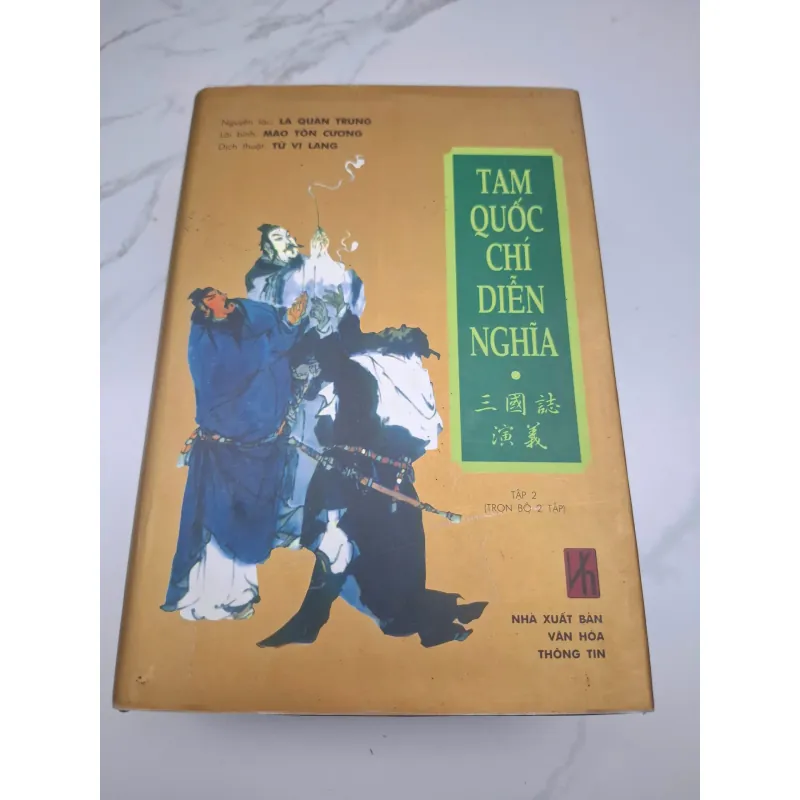 Nguyên tác: LA QUÁN TRUNG
Lời bình: MAO TÔN CƯƠNG
Dịch thuật: TỬ VI LANG
TAM
QUỐC
CHÍ
DIỄN
NGHĨA
三國誌
演義
TẬP 2
(TRỌN BỘ 2 TẬP)
NHÀ XUẤT BẢN
VĂN HÓA
THÔNG TIN